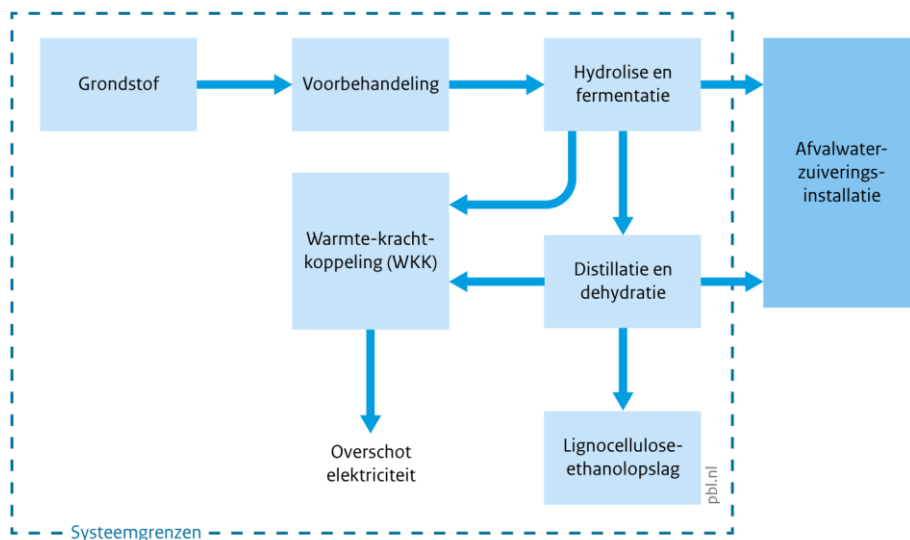 Grondstof
Voorbehandeling
Hydrolise en
fermentatie
Afvalwater-
zuiverings-
installatie
Warmte-kracht-
koppeling (WKK)
Distillatie en
dehydratie
Overschot
elektriciteit
Lignocellulose-
ethanolopslag
pbl.nl
Systeemgrenzen